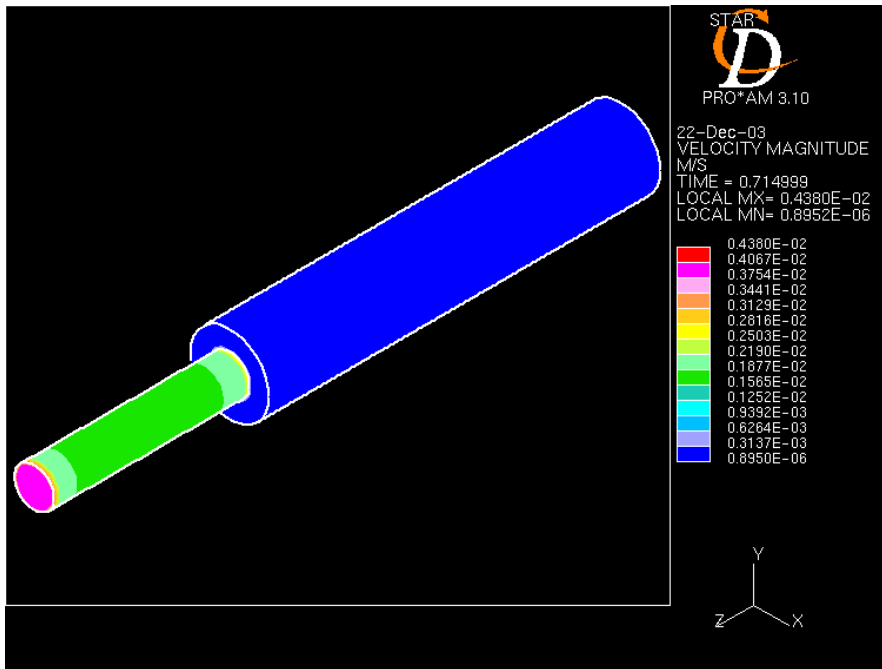 STAR
CD
PRO*AM 3.10
22-Dec-03
VELOCITY MAGNITUDE
M/S
TIME = 0.714999
LOCAL MX= 0.4380E-02
LOCAL MN= 0.8952E-06
0.4380E-02
0.4067E-02
0.3754E-02
0.3441E-02
0.3129E-02
0.2816E-02
0.2503E-02
0.2190E-02
0.1877E-02
0.1565E-02
0.1252E-02
0.9392E-03
0.6264E-03
0.3137E-03
0.8950E-06
Y
Z
X